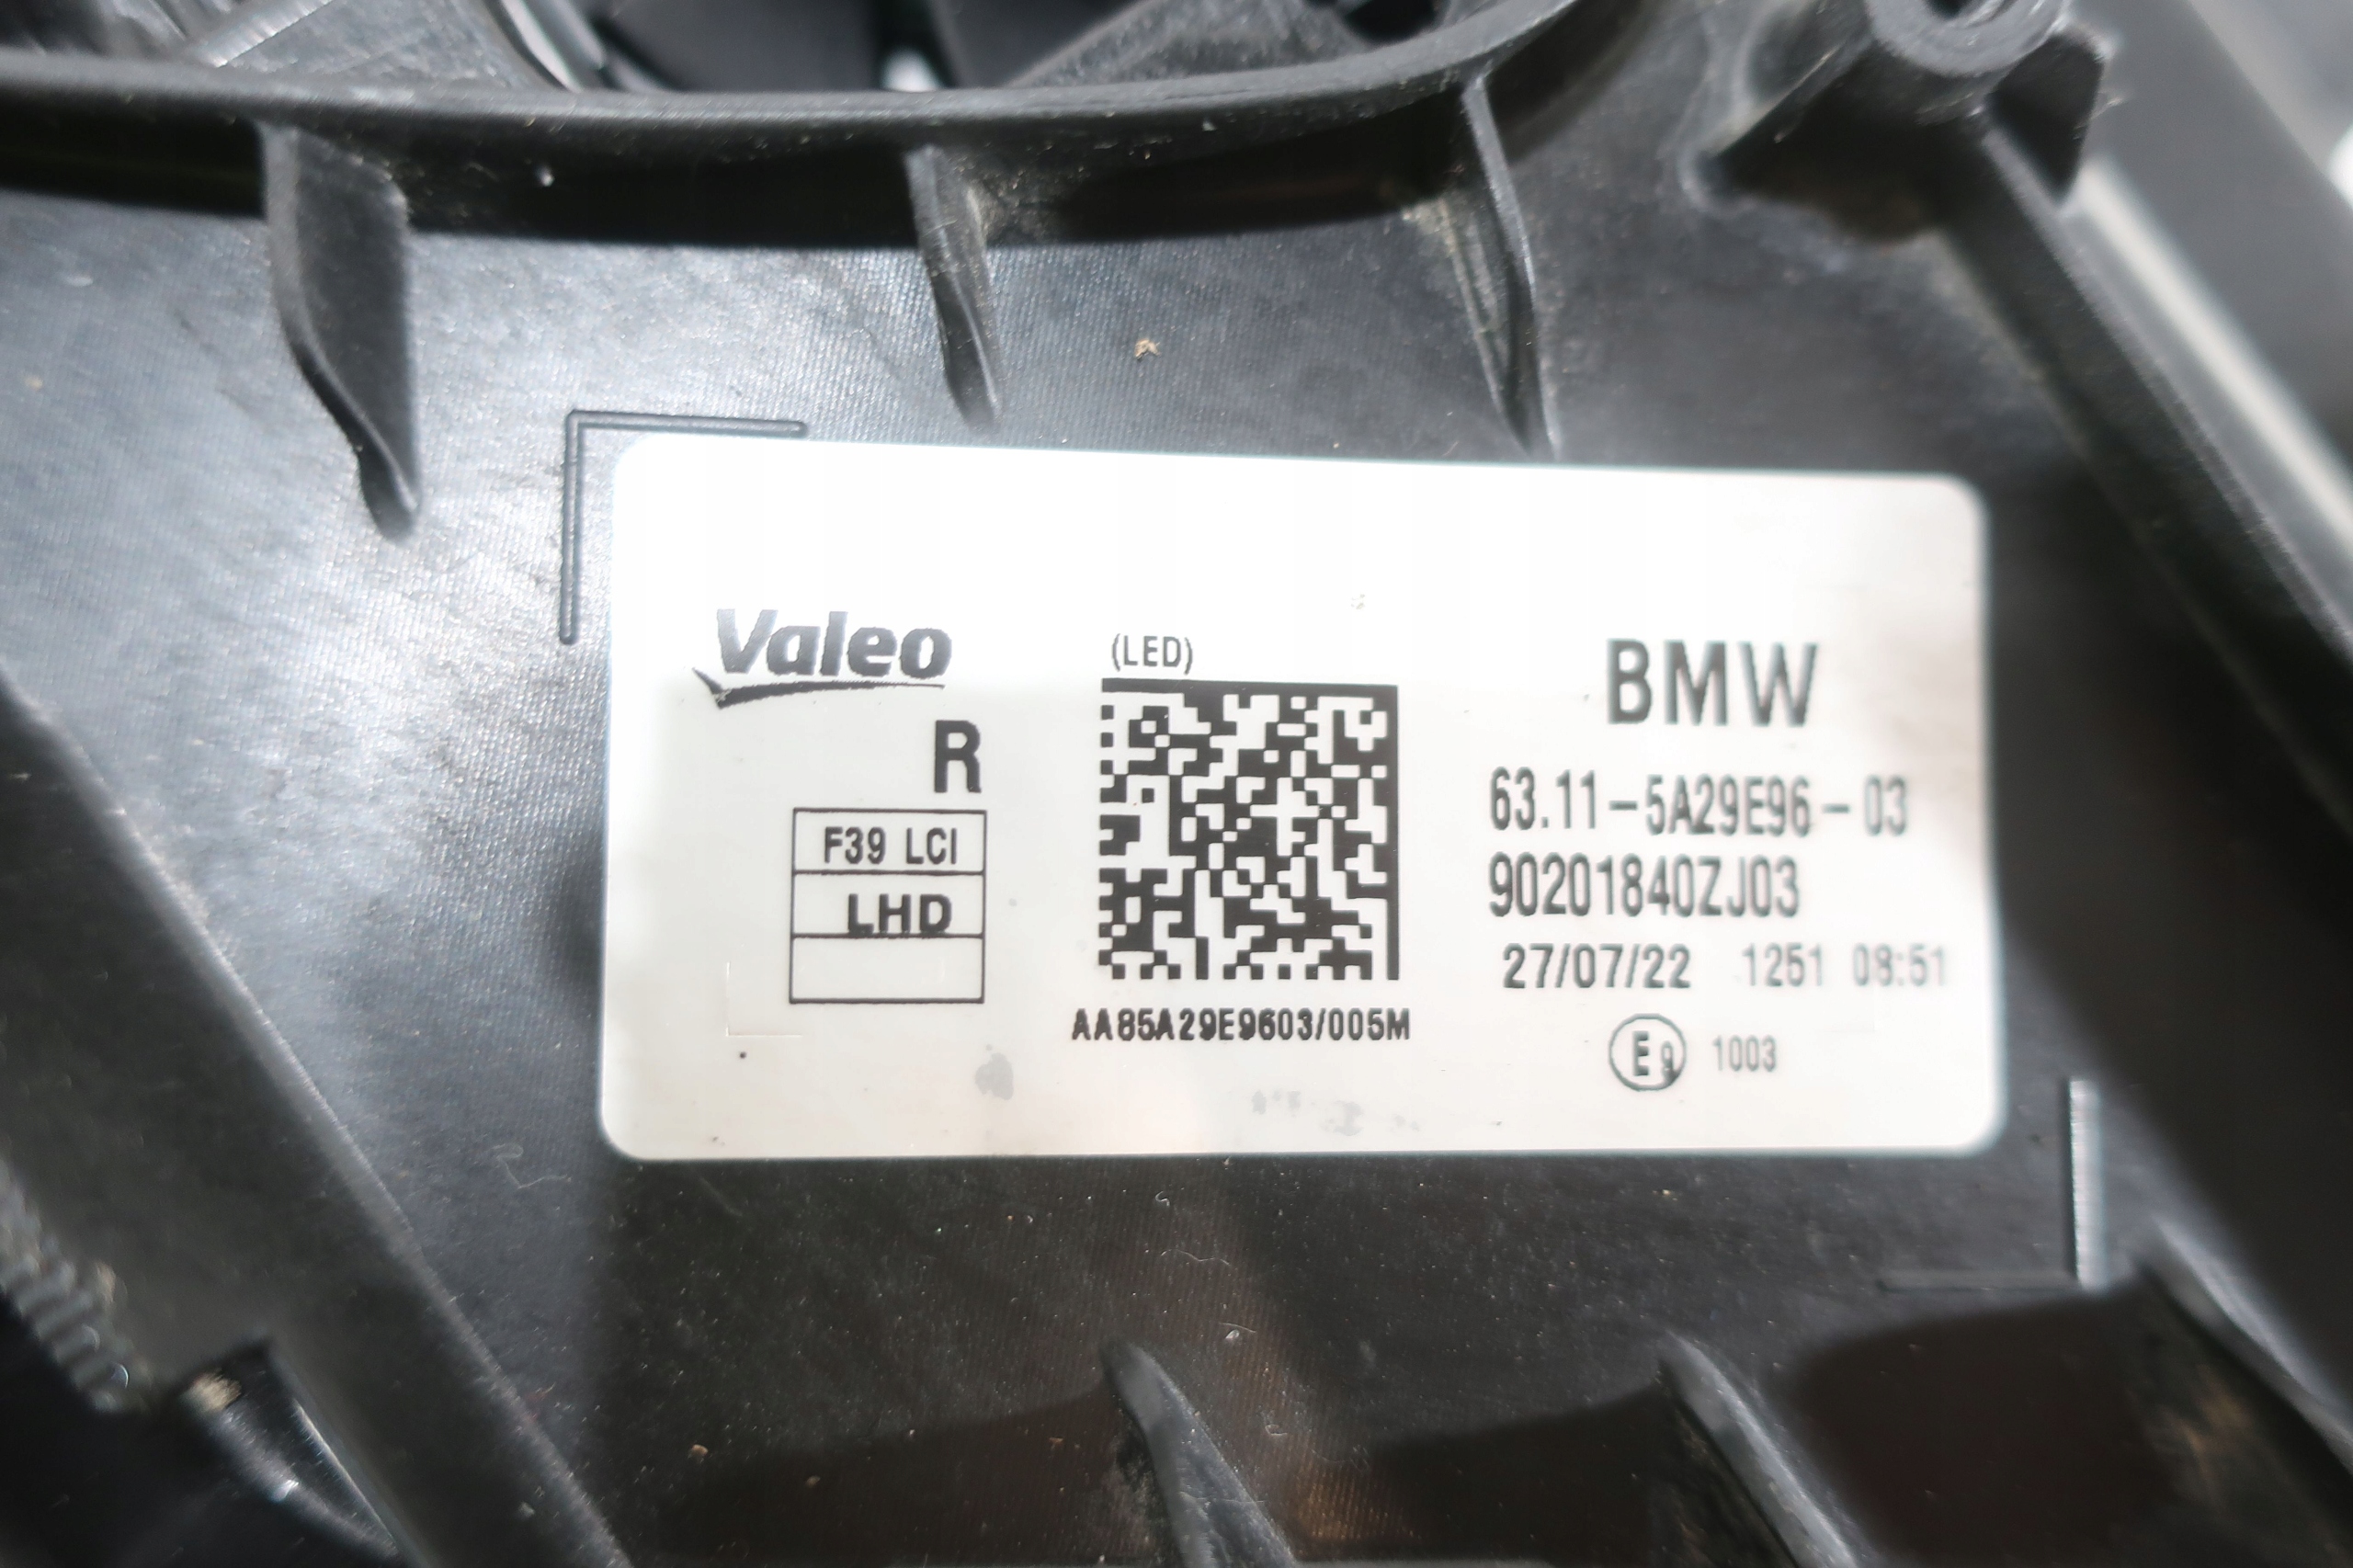 Valeo
R
F39 LCI
LHD
(LED)
AA85A29E9603/005M
BMW
63.11-5A29E96-03
90201840ZJ03
27/07/22 1251 08:51
E9 1003